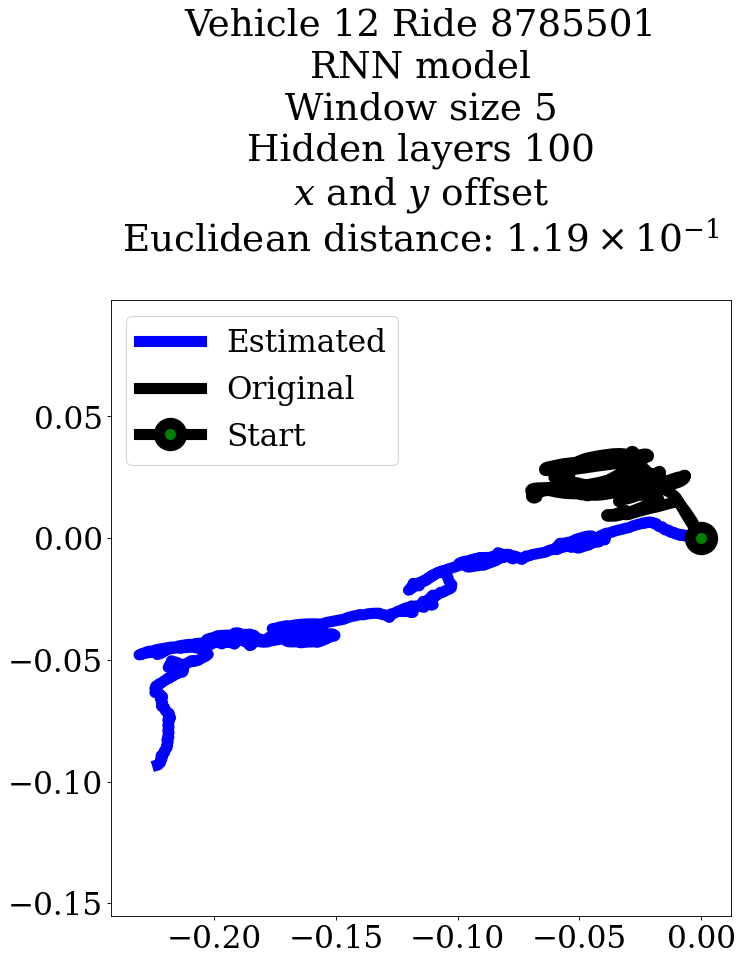 Vehicle 12 Ride 8785501
RNN model
Window size 5
Hidden layers 100
x and y offset
Euclidean distance: 1.19 × 10⁻¹
Estimated
Original
Start
0.05
0.00
−0.05
−0.10
−0.15
−0.20 −0.15 −0.10 −0.05 0.00